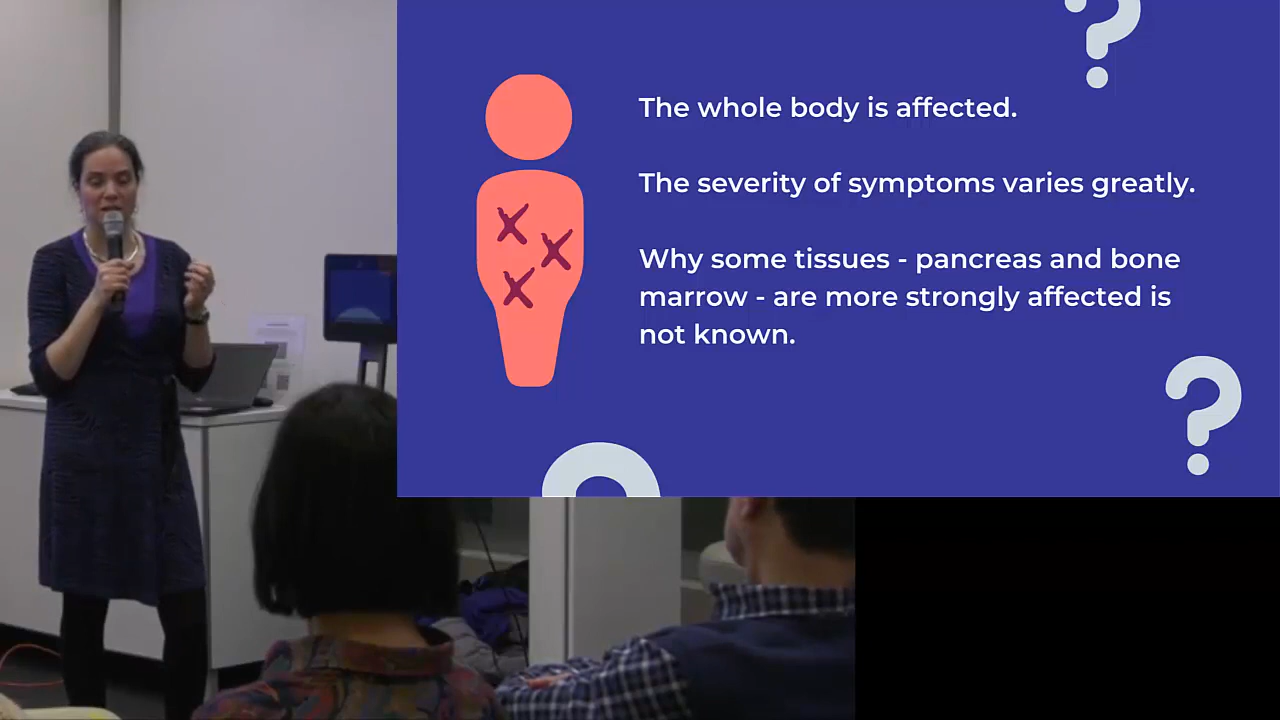 The whole body is affected.
The severity of symptoms varies greatly.
Why some tissues - pancreas and bone
marrow - are more strongly affected is
not known.